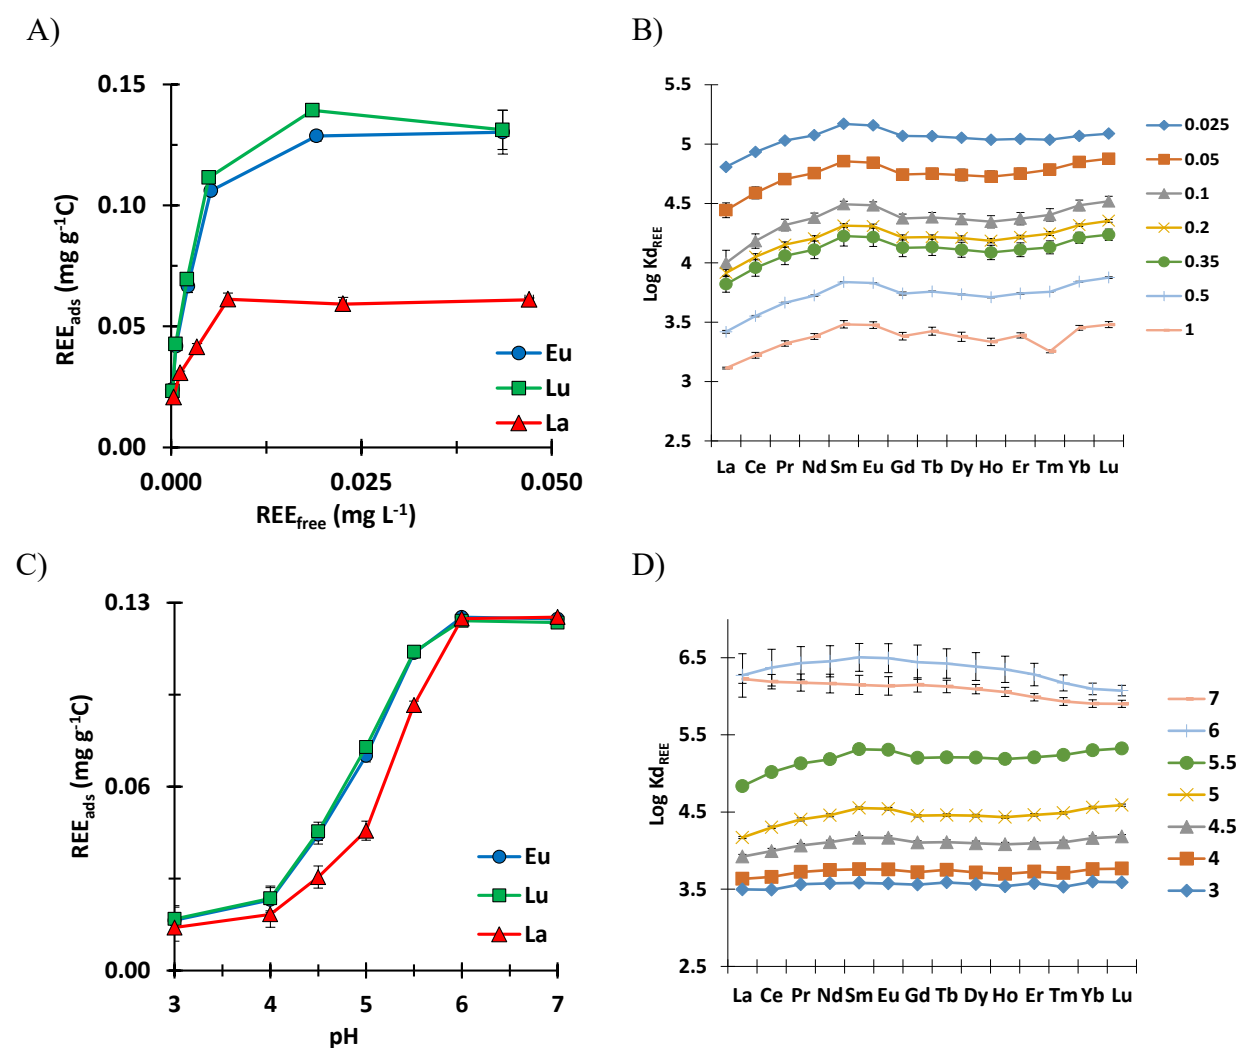 A)
0.15
0.10
0.05
0.00
REE_ads (mg g⁻¹C)
0.000
0.025
0.050
REE_free (mg L⁻¹)
Eu
Lu
La
B)
5.5
5
4.5
4
3.5
3
2.5
Log Kd_REE
La Ce Pr Nd Sm Eu Gd Tb Dy Ho Er Tm Yb Lu
0.025
0.05
0.1
0.2
0.35
0.5
1
C)
0.13
0.06
0.00
REE_ads (mg g⁻¹C)
3 4 5 6 7
pH
Eu
Lu
La
D)
6.5
5.5
4.5
3.5
2.5
Log Kd_REE
La Ce Pr Nd Sm Eu Gd Tb Dy Ho Er Tm Yb Lu
7
6
5.5
5
4.5
4
3